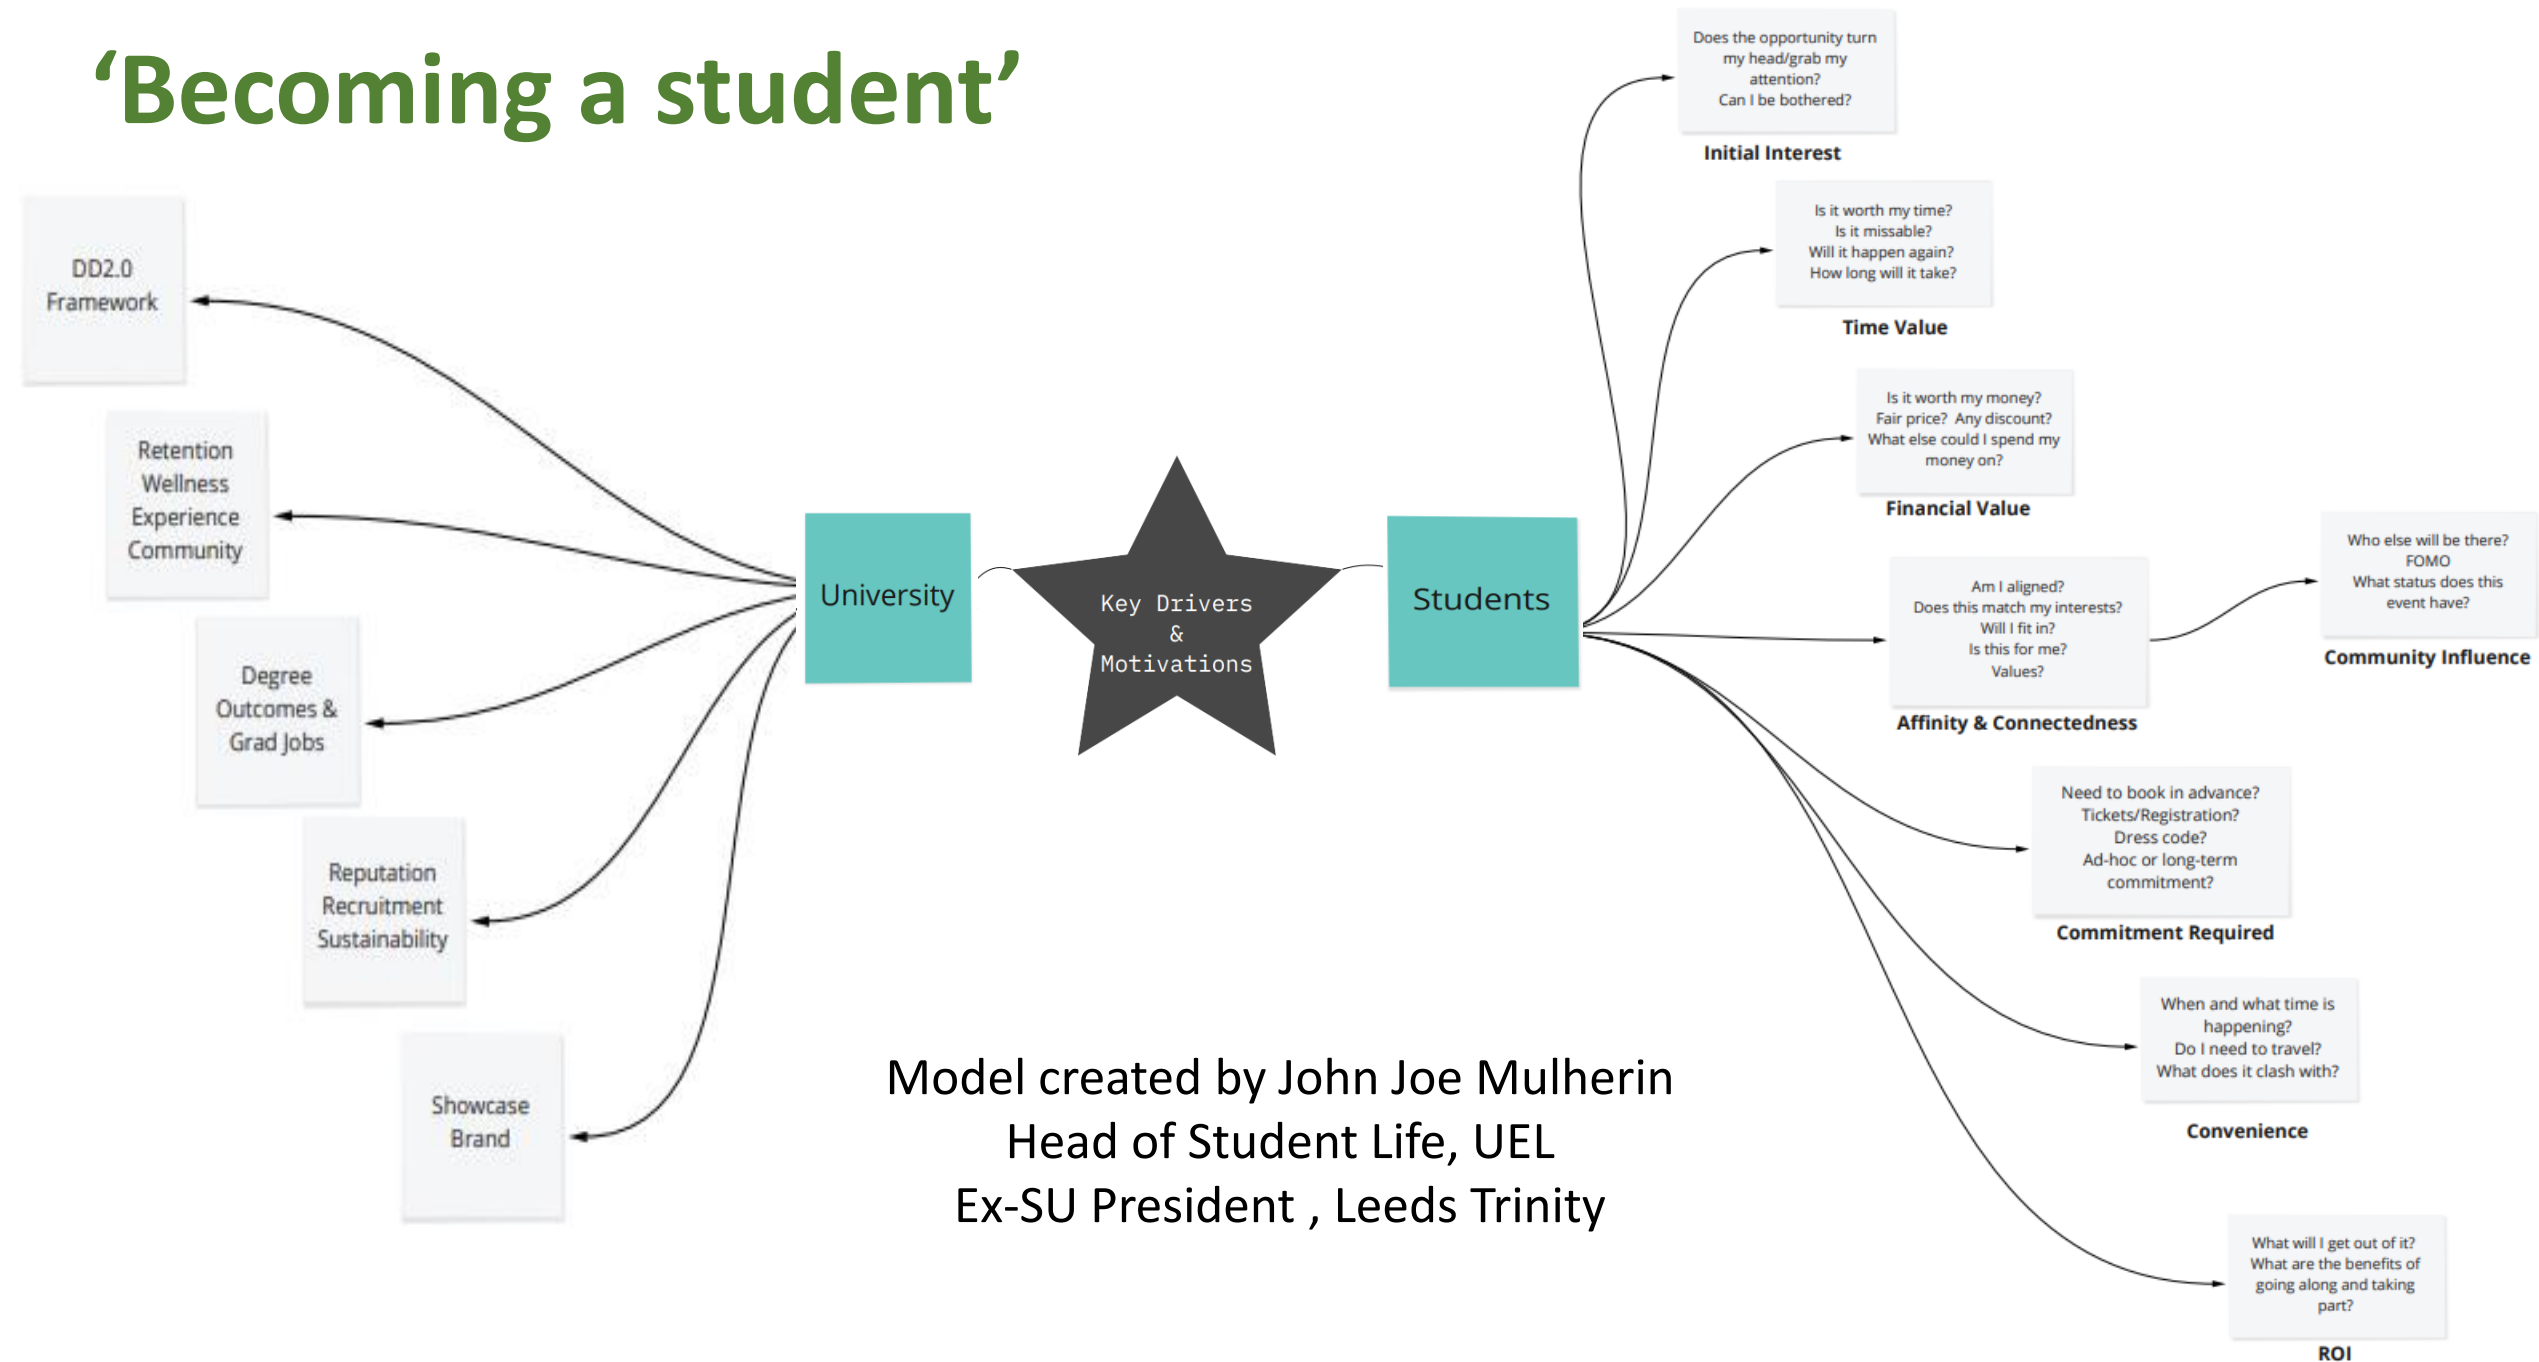 ‘Becoming a student’
DD2.0
Framework
Retention
Wellness
Experience
Community
Degree
Outcomes &
Grad Jobs
Reputation
Recruitment
Sustainability
Showcase
Brand
University
Key Drivers
&
Motivations
Students
Does the opportunity turn
my head/grab my
attention?
Can I be bothered?
Initial Interest
Is it worth my time?
Is it missable?
Will it happen again?
How long will it take?
Time Value
Is it worth my money?
Fair price? Any discount?
What else could I spend my
money on?
Financial Value
Am I aligned?
Does this match my interests?
Will I fit in?
Is this for me?
Values?
Affinity & Connectedness
Who else will be there?
FOMO
What status does this
event have?
Community Influence
Need to book in advance?
Tickets/Registration?
Dress code?
Ad-hoc or long-term
commitment?
Commitment Required
When and what time is
happening?
Do I need to travel?
What does it clash with?
Convenience
What will I get out of it?
What are the benefits of
going along and taking
part?
ROI
Model created by John Joe Mulherin
Head of Student Life, UEL
Ex-SU President , Leeds Trinity